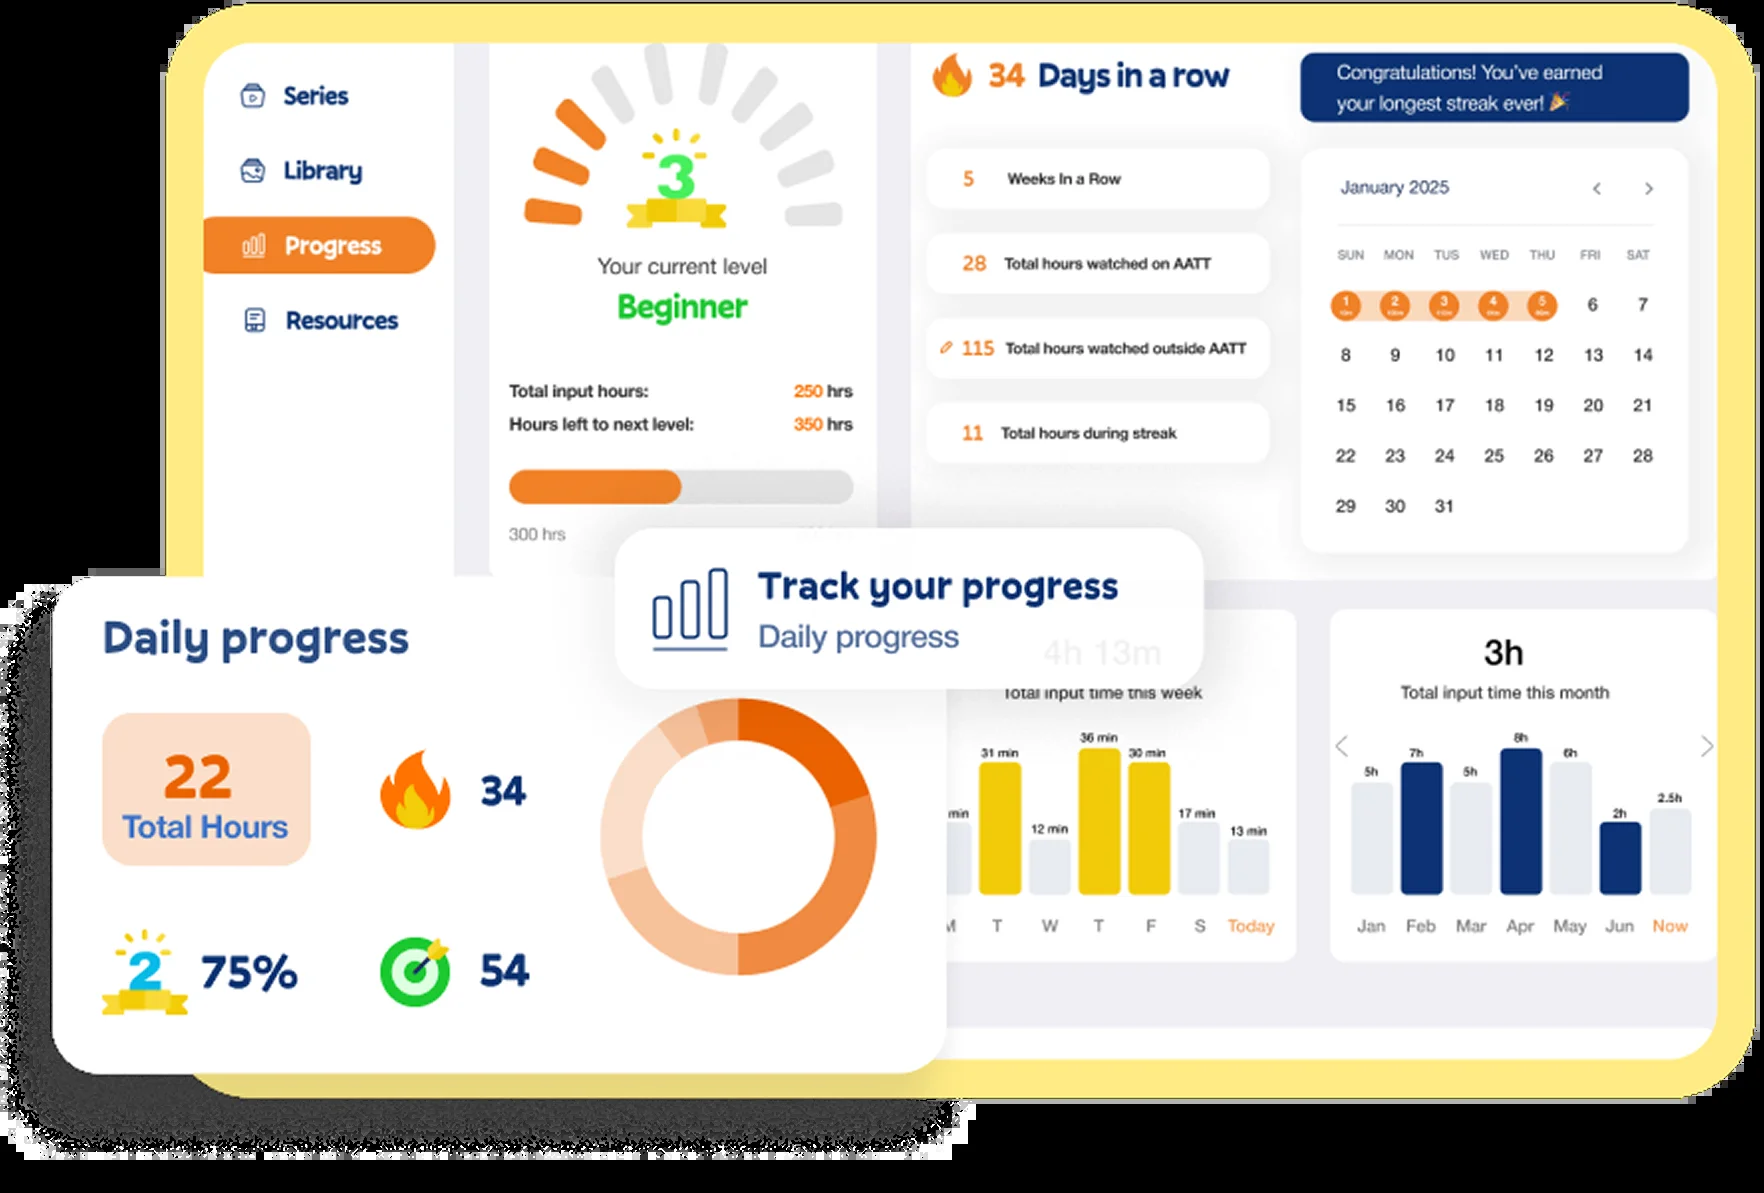 Series
Library
Progress
Resources
3
Your current level
Beginner
Total input hours: 250 hrs
Hours left to next level: 350 hrs
300 hrs
34 Days in a row
5 Weeks In a Row
28 Total hours watched on AATT
115 Total hours watched outside AATT
11 Total hours during streak
Congratulations! You've earned
your longest streak ever!
January 2025
SUN MON TUS WED THU FRI SAT
1 2 3 4 5 6 7
8 9 10 11 12 13 14
15 16 17 18 19 20 21
22 23 24 25 26 27 28
29 30 31
Track your progress
Daily progress
Daily progress
22
Total Hours
34
2 75%
54
4h 13m
Total input time this week
36 min
31 min 30 min
17 min
min 12 min 13 min
M T W T F S Today
3h
Total input time this month
8h
7h 6h
5h 5h
2.5h
2h
Jan Feb Mar Apr May Jun Now